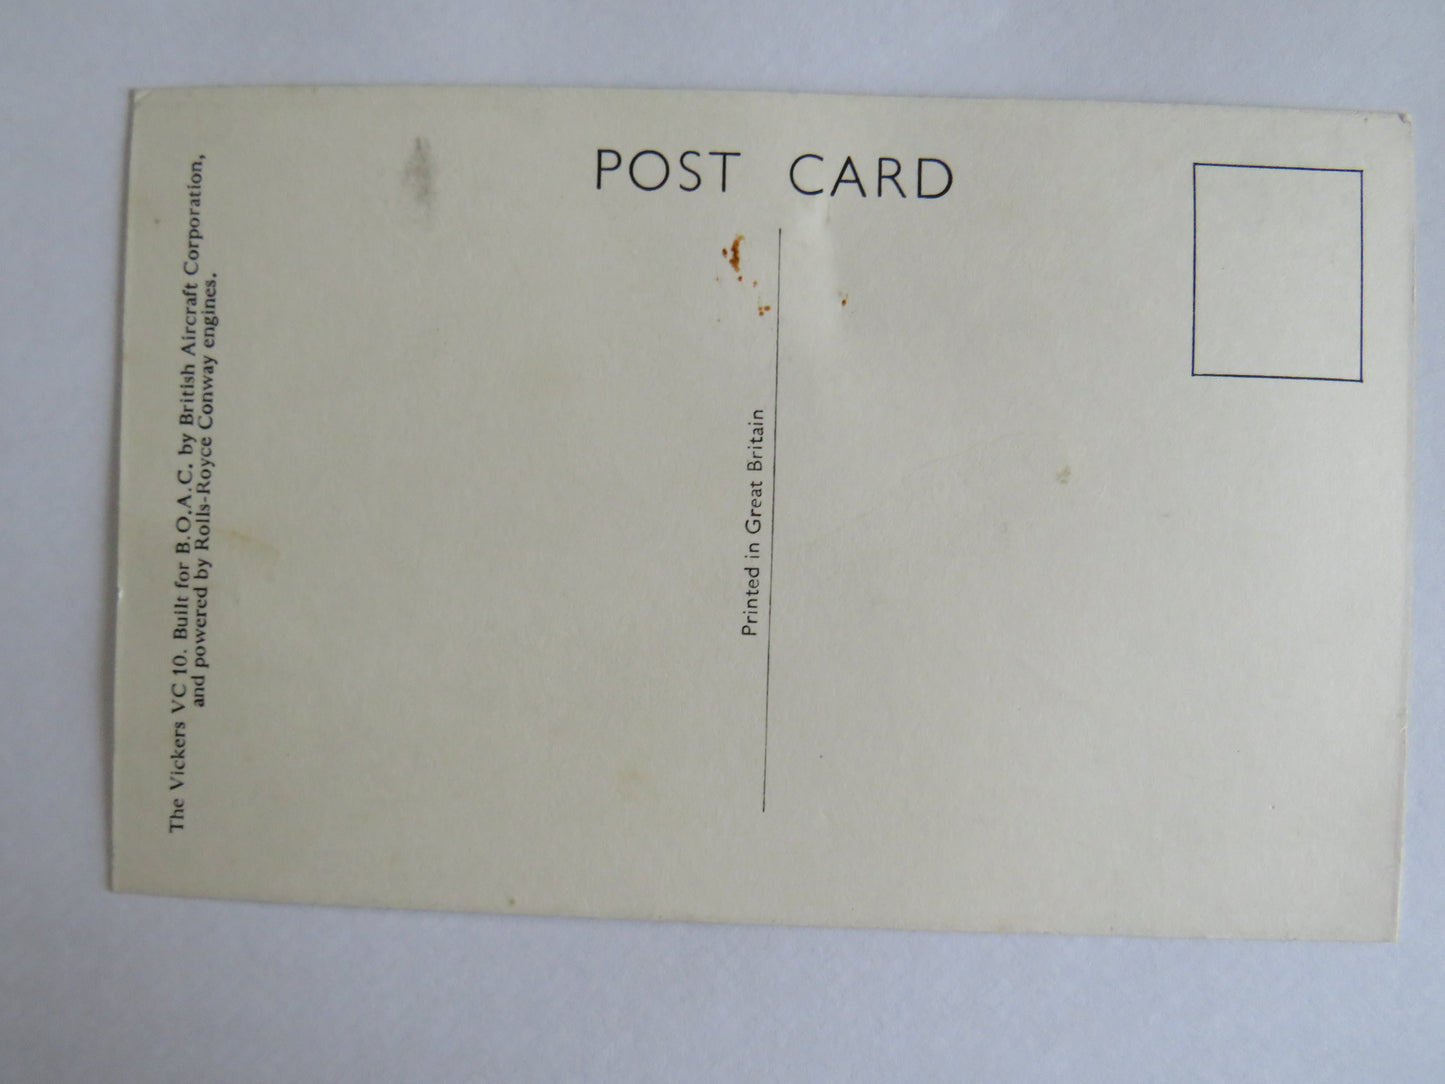 POST CARD
The Vickers VC 10. Built for B.O.A.C. by British Aircraft Corporation,
and powered by Rolls-Royce Conway engines.
Printed in Great Britain